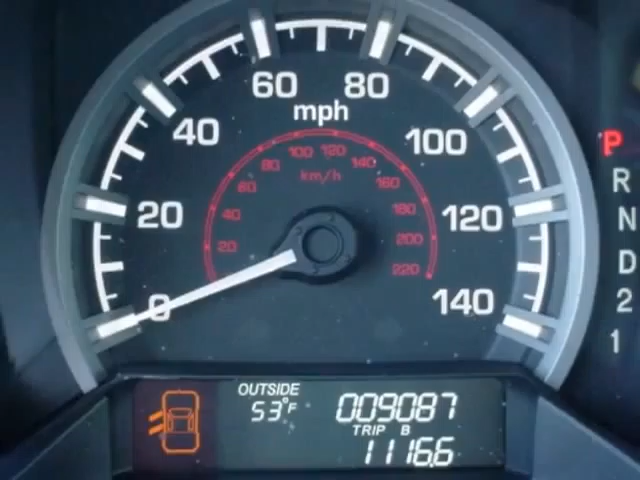 60 80
mph
40 100
100 120
80 140
km/h
60 160
20 40 180 120
20 200
220
0 140
P
R
N
D
2
1
OUTSIDE
53°F 009087
TRIP B
1116.6